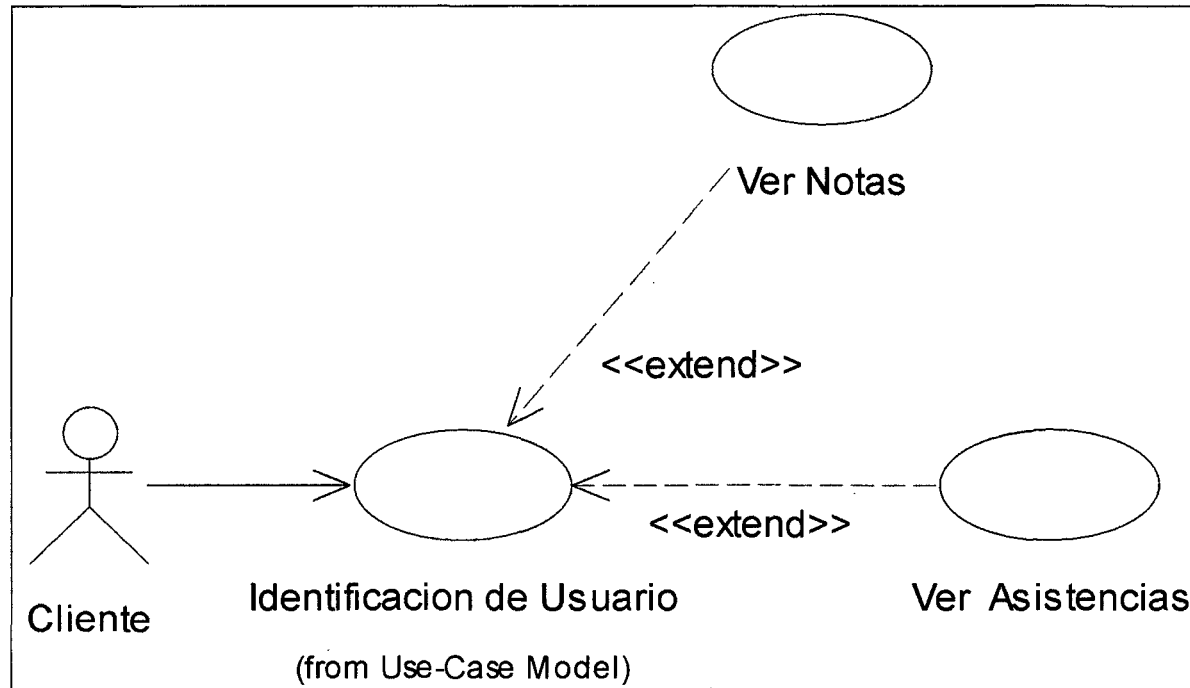 Ver Notas
<<extend>>
<<extend>>
Identificacion de Usuario
Ver Asistencias
Cliente
(from Use-Case Model)